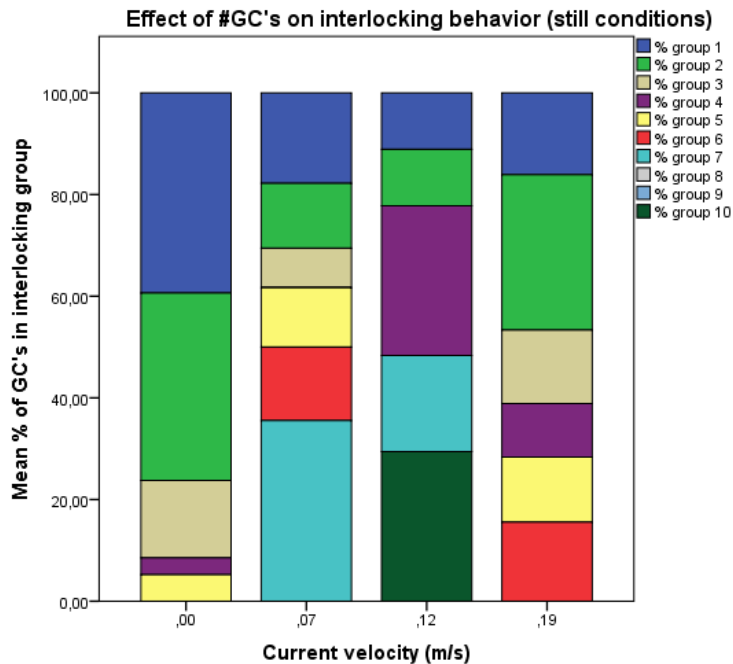 Effect of #GC's on interlocking behavior (still conditions)
% group 1
% group 2
% group 3
% group 4
% group 5
% group 6
% group 7
% group 8
% group 9
% group 10
Mean % of GC's in interlocking group
100,00
80,00
60,00
40,00
20,00
0,00
,00 ,07 ,12 ,19
Current velocity (m/s)